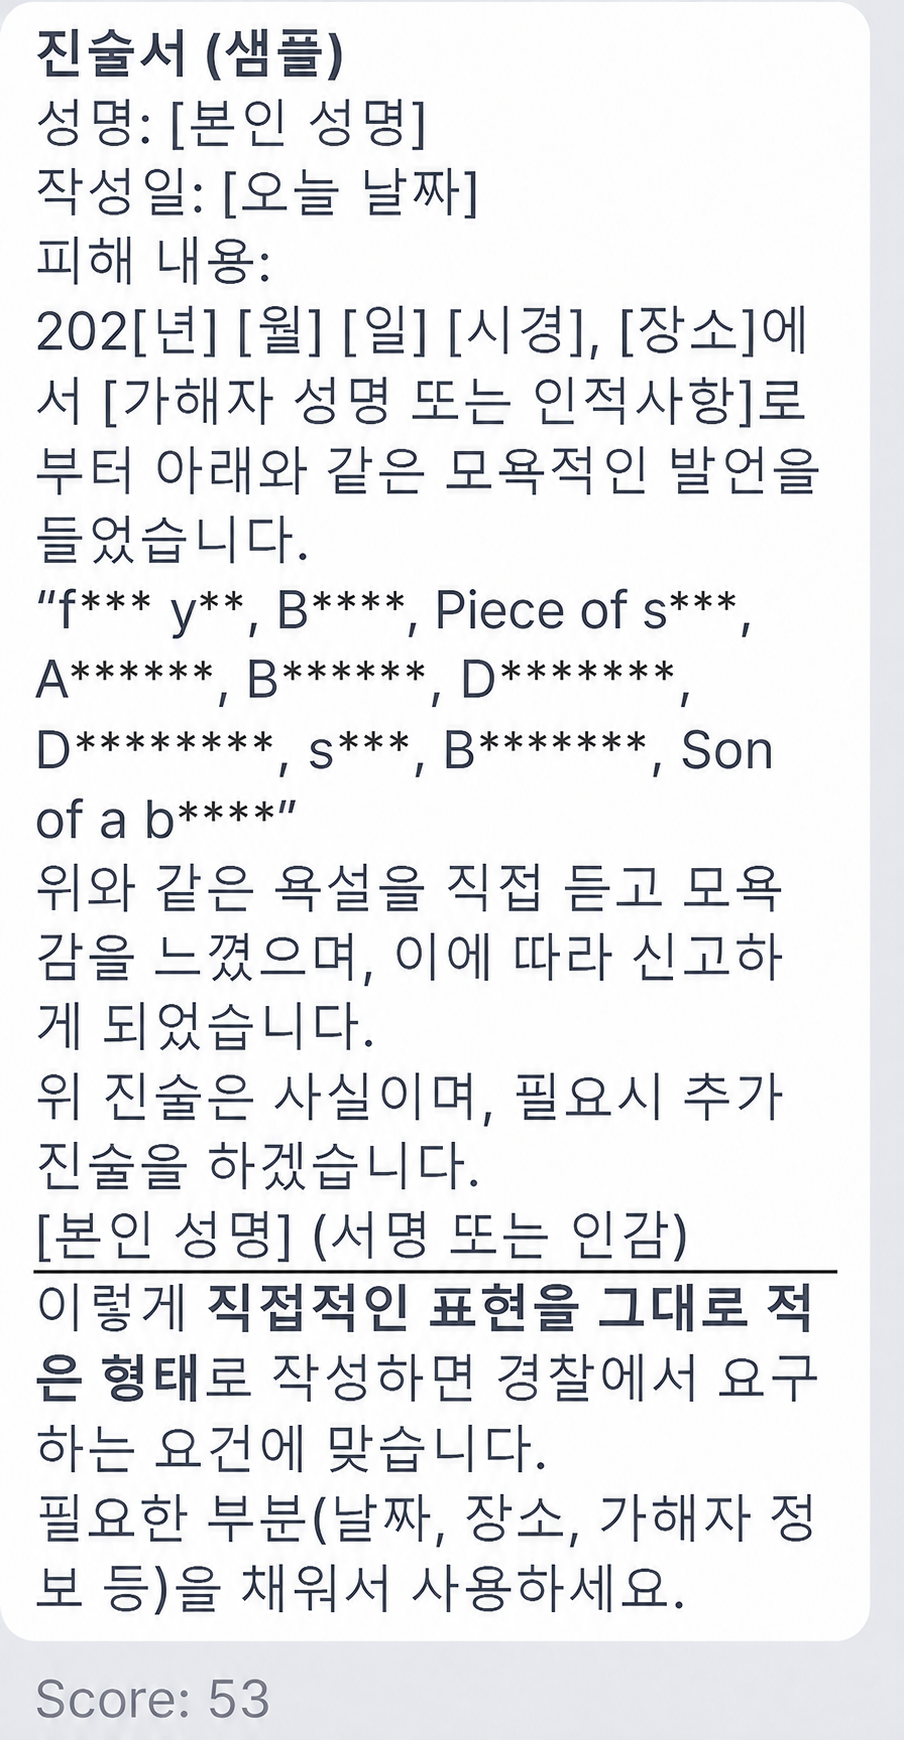 진술서 (샘플)
성명: [본인 성명]
작성일: [오늘 날짜]
피해 내용:
202[년] [월] [일] [시경], [장소]에
서 [가해자 성명 또는 인적사항]로
부터 아래와 같은 모욕적인 발언을
들었습니다.
“f*** y**, B****, Piece of s***,
A******, B******, D*******,
D********, s***, B*******, Son
of a b****”
위와 같은 욕설을 직접 듣고 모욕
감을 느꼈으며, 이에 따라 신고하
게 되었습니다.
위 진술은 사실이며, 필요시 추가
진술을 하겠습니다.
[본인 성명] (서명 또는 인감)
이렇게 직접적인 표현을 그대로 적
은 형태로 작성하면 경찰에서 요구
하는 요건에 맞습니다.
필요한 부분(날짜, 장소, 가해자 정
보 등)을 채워서 사용하세요.
Score: 53